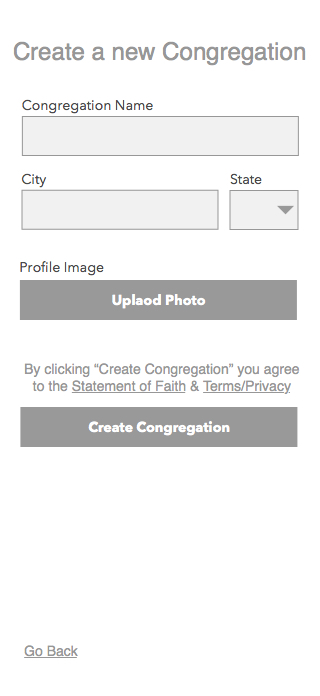 Create a new Congregation
Congregation Name
City State
Profile Image
Uplaod Photo
By clicking “Create Congregation” you agree
to the Statement of Faith & Terms/Privacy
Create Congregation
Go Back